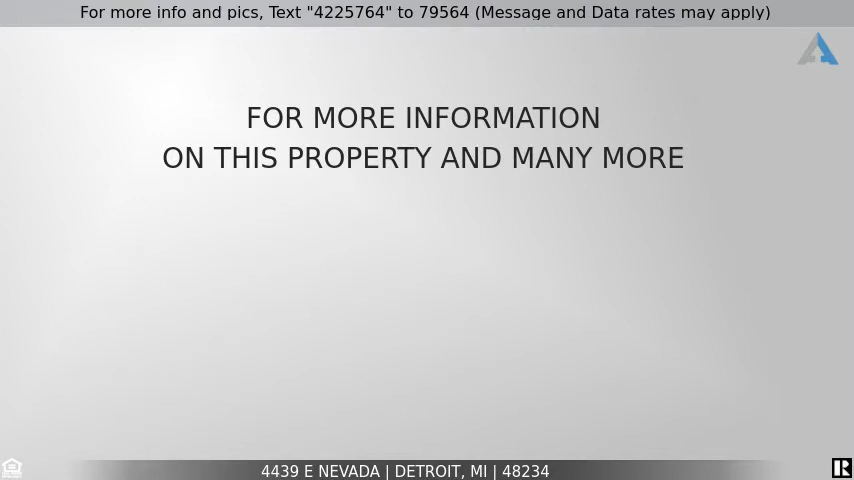 For more info and pics, Text "4225764" to 79564 (Message and Data rates may apply)
FOR MORE INFORMATION
ON THIS PROPERTY AND MANY MORE
4439 E NEVADA | DETROIT, MI | 48234